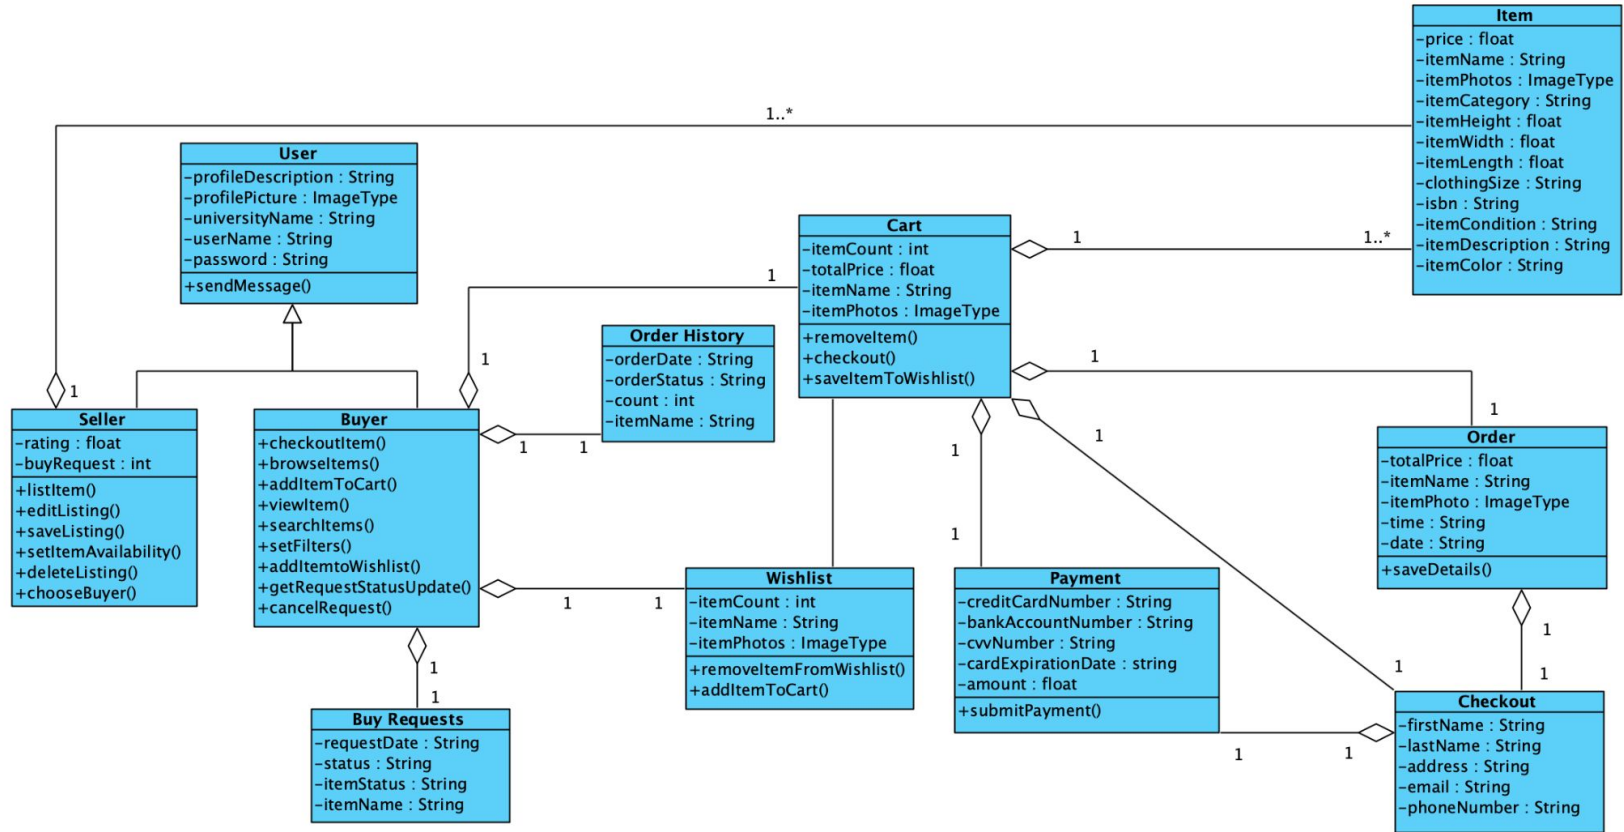 Item
-price : float
-itemName : String
-itemPhotos : ImageType
-itemCategory : String
-itemHeight : float
-itemWidth : float
-itemLength : float
-clothingSize : String
-isbn : String
-itemCondition : String
-itemDescription : String
-itemColor : String
1..*
User
-profileDescription : String
-profilePicture : ImageType
-universityName : String
-userName : String
-password : String
+sendMessage()
Cart
-itemCount : int
-totalPrice : float
-itemName : String
-itemPhotos : ImageType
+removeItem()
+checkout()
+saveItemToWishlist()
1
1..*
1
1
Order History
-orderDate : String
-orderStatus : String
-count : int
-itemName : String
1
1
1
Seller
-rating : float
-buyRequest : int
+listItem()
+editListing()
+saveListing()
+setItemAvailability()
+deleteListing()
+chooseBuyer()
Buyer
+checkoutItem()
+browseItems()
+addItemToCart()
+viewItem()
+searchItems()
+setFilters()
+addItemtoWishlist()
+getRequestStatusUpdate()
+cancelRequest()
1
1
1
1
1
Order
-totalPrice : float
-itemName : String
-itemPhoto : ImageType
-time : String
-date : String
+saveDetails()
1
1
Wishlist
-itemCount : int
-itemName : String
-itemPhotos : ImageType
+removeItemFromWishlist()
+addItemToCart()
1
1
Payment
-creditCardNumber : String
-bankAccountNumber : String
-cvvNumber : String
-cardExpirationDate : string
-amount : float
+submitPayment()
1
1
1
1
1
Buy Requests
-requestDate : String
-status : String
-itemStatus : String
-itemName : String
Checkout
-firstName : String
-lastName : String
-address : String
-email : String
-phoneNumber : String
1
1